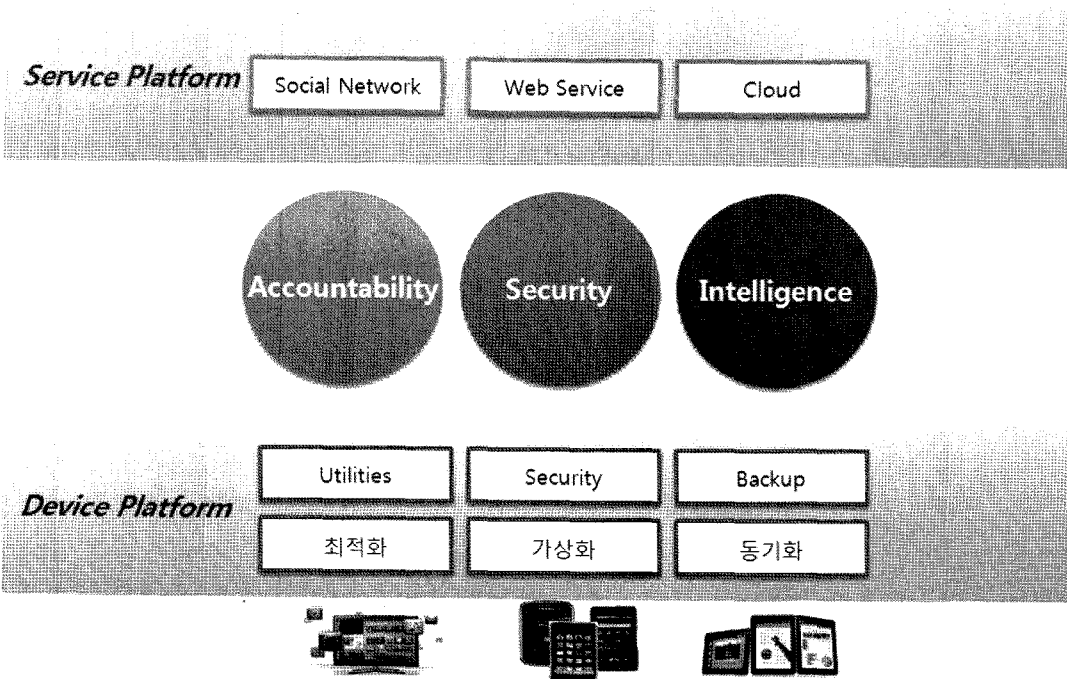 Service Platform
Social Network
Web Service
Cloud
Accountability
Security
Intelligence
Device Platform
Utilities
Security
Backup
최적화
가상화
동기화